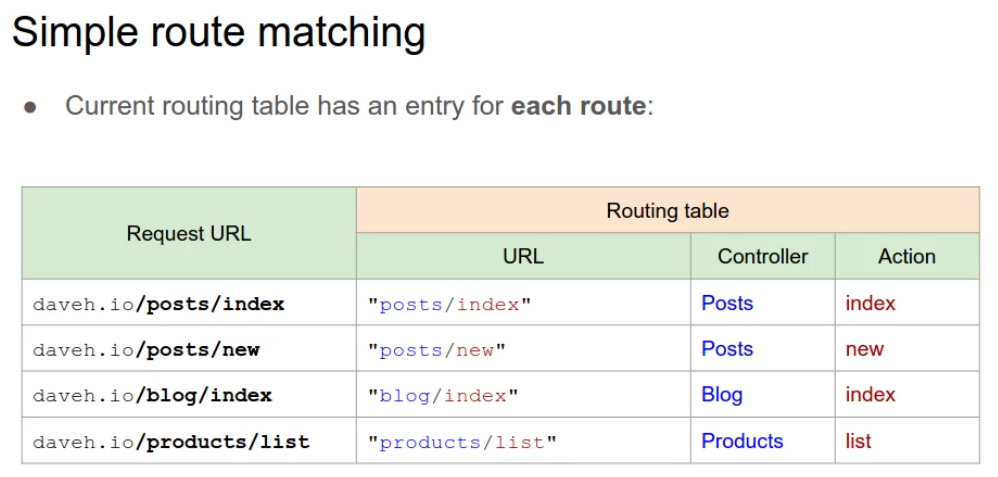 Simple route matching
● Current routing table has an entry for each route:
Request URL
Routing table
URL Controller Action
daveh.io/posts/index "posts/index" Posts index
daveh.io/posts/new "posts/new" Posts new
daveh.io/blog/index "blog/index" Blog index
daveh.io/products/list "products/list" Products list